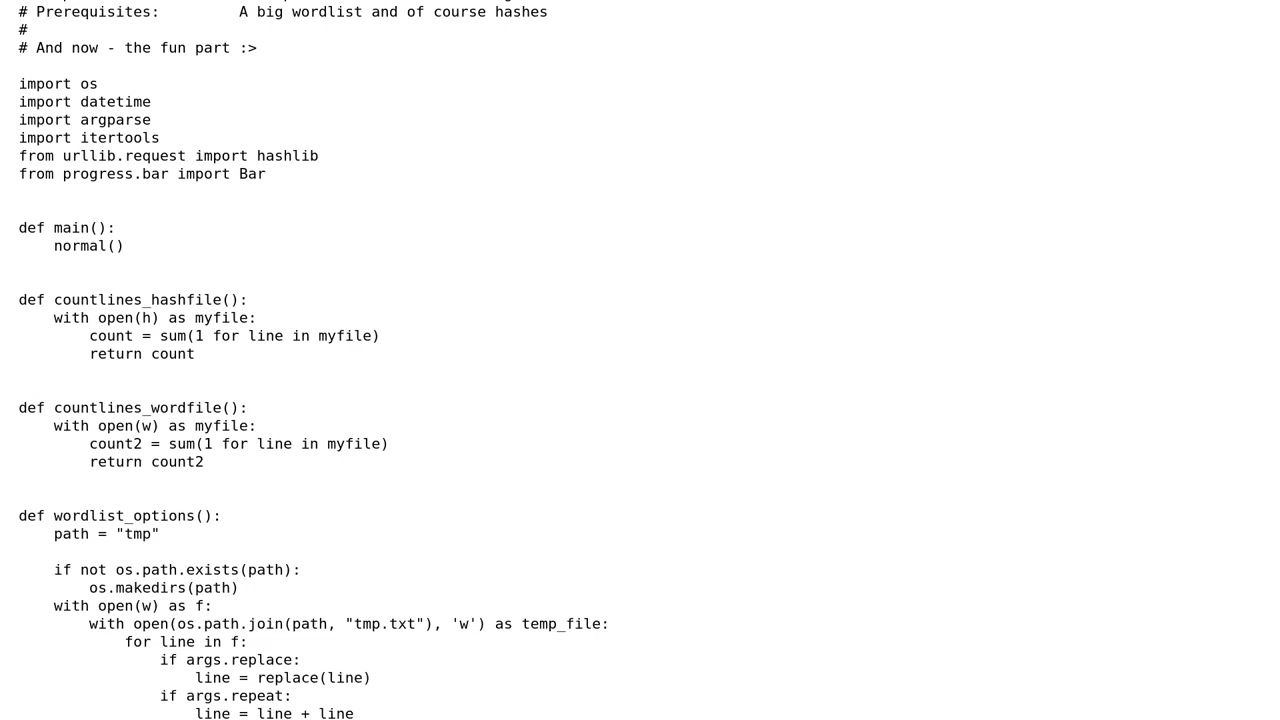 # Prerequisites:         A big wordlist and of course hashes
#
# And now - the fun part :>

import os
import datetime
import argparse
import itertools
from urllib.request import hashlib
from progress.bar import Bar


def main():
    normal()


def countlines_hashfile():
    with open(h) as myfile:
        count = sum(1 for line in myfile)
        return count


def countlines_wordfile():
    with open(w) as myfile:
        count2 = sum(1 for line in myfile)
        return count2


def wordlist_options():
    path = "tmp"

    if not os.path.exists(path):
        os.makedirs(path)
    with open(w) as f:
        with open(os.path.join(path, "tmp.txt"), 'w') as temp_file:
            for line in f:
                if args.replace:
                    line = replace(line)
                if args.repeat:
                    line = line + line